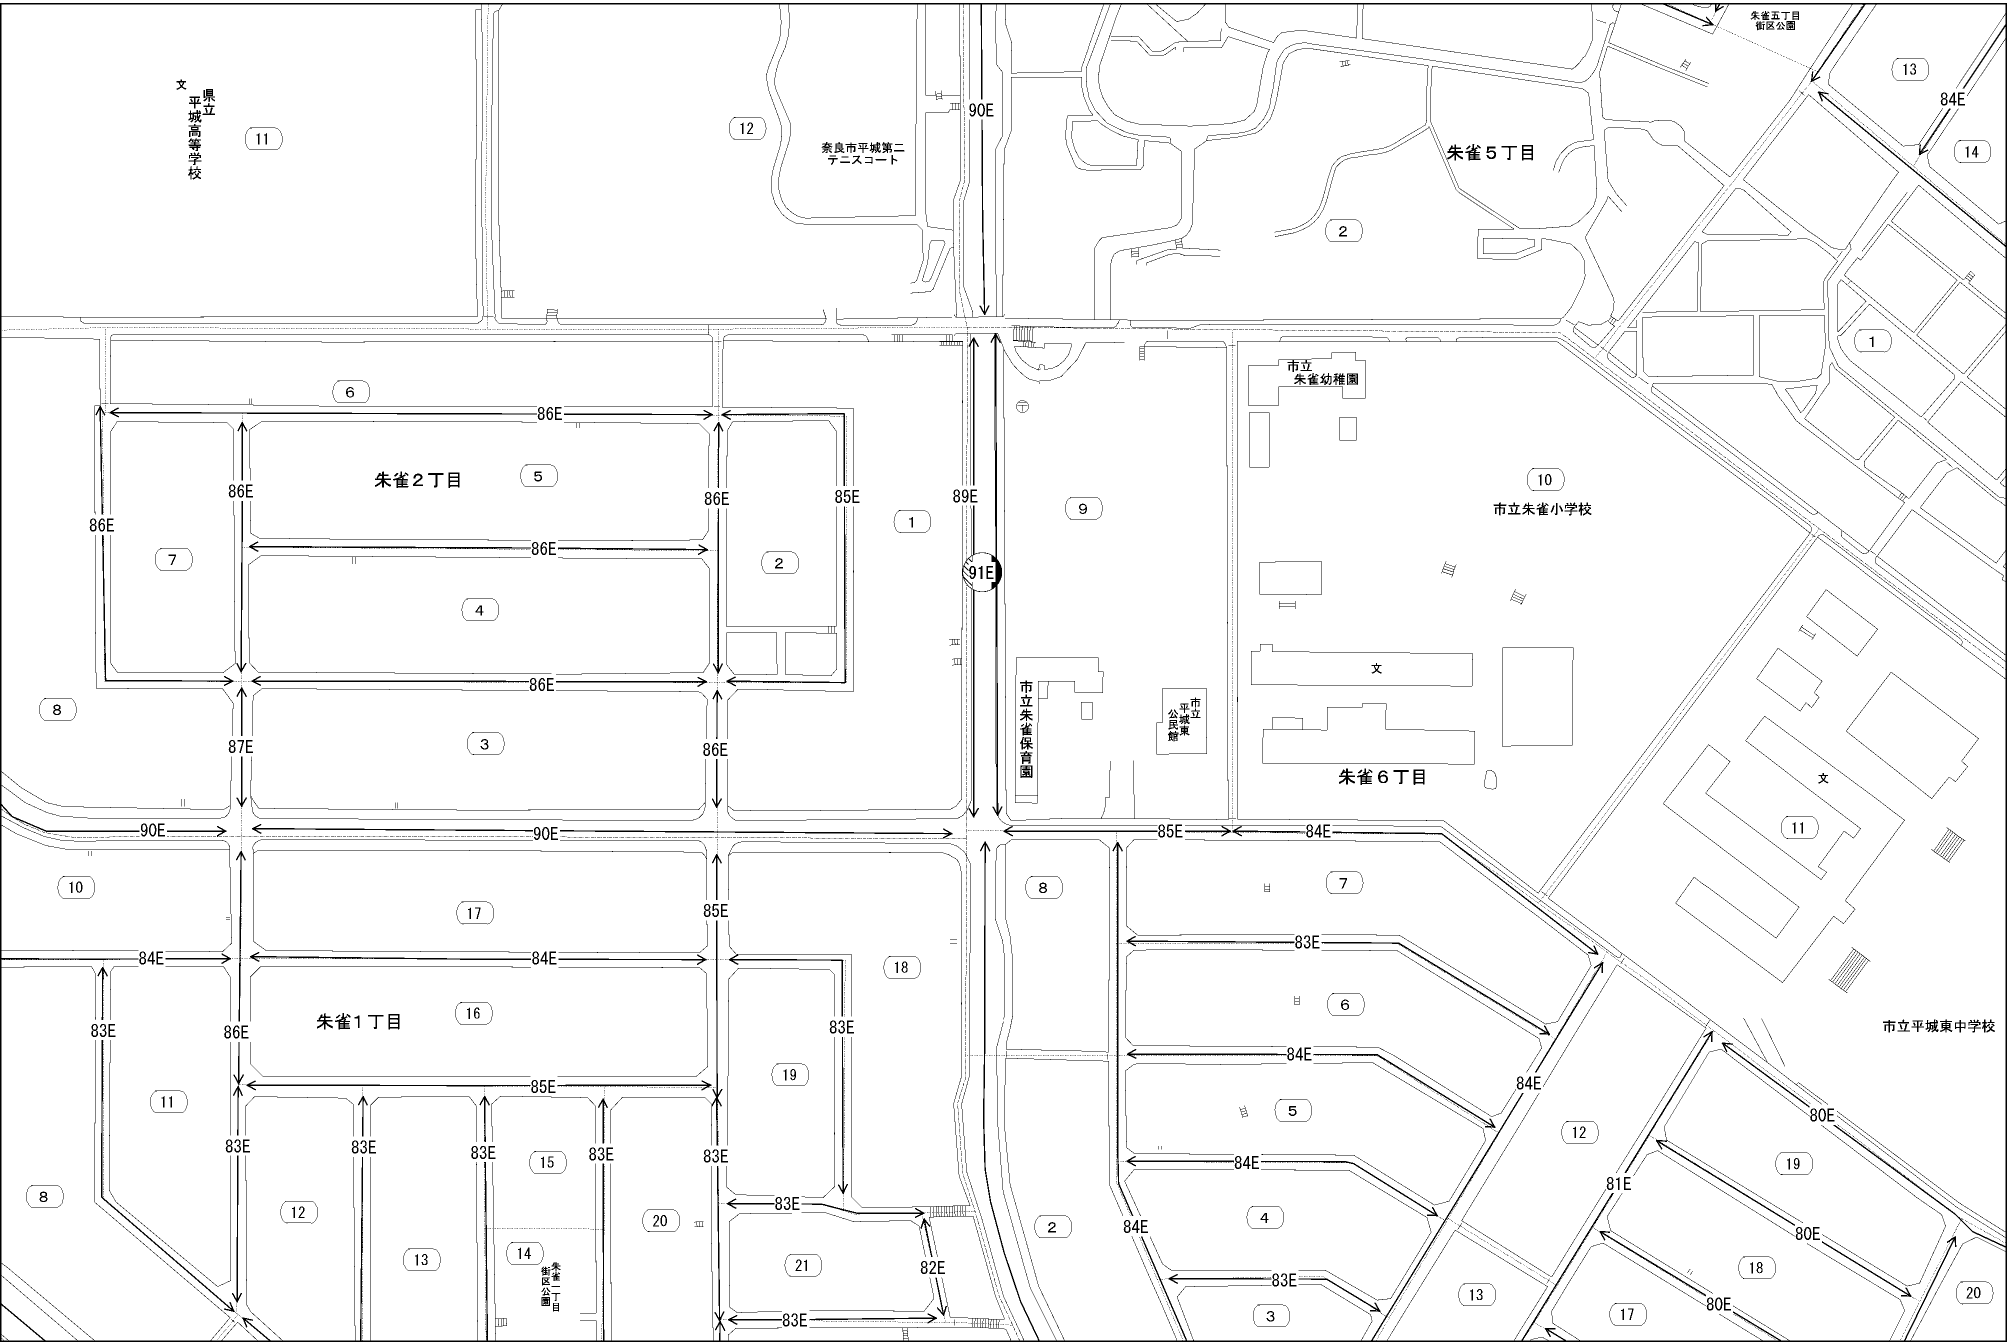 朱雀五丁目
街区公園
13
84E
14
県立
平城高等学校
文
11
12
奈良市平城第二
テニスコート
90E
朱雀5丁目
2
1
6
86E
市立
朱雀幼稚園
朱雀2丁目
5
86E
86E
85E
89E
1
9
10
市立朱雀小学校
86E
7
86E
2
91E
4
文
86E
8
3
87E
86E
市立朱雀保育園
市立
平城東
公民館
朱雀6丁目
文
11
90E
90E
85E
84E
10
17
85E
8
7
84E
84E
18
83E
83E
86E
朱雀1丁目
16
83E
6
市立平城東中学校
84E
85E
19
84E
11
5
12
80E
83E
83E
83E
15
83E
83E
84E
19
8
12
13
14
朱雀一丁目
街区公園
20
83E
21
82E
83E
2
84E
4
83E
3
81E
80E
18
13
17
80E
20